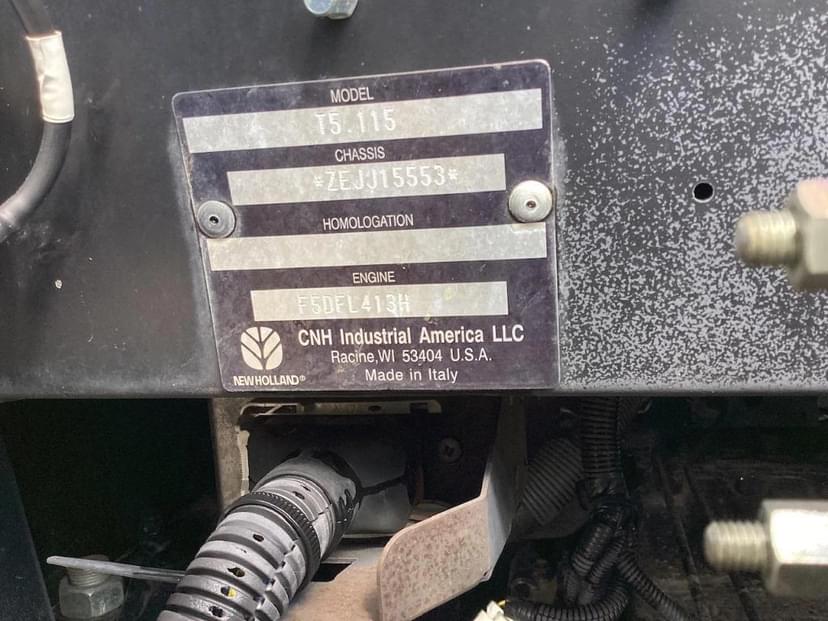 MODEL
T5.115
CHASSIS
*ZEJJ15553*
HOMOLOGATION
ENGINE
F5DFL413H
CNH Industrial America LLC
Racine,WI 53404 U.S.A.
NEW HOLLAND®
Made in Italy